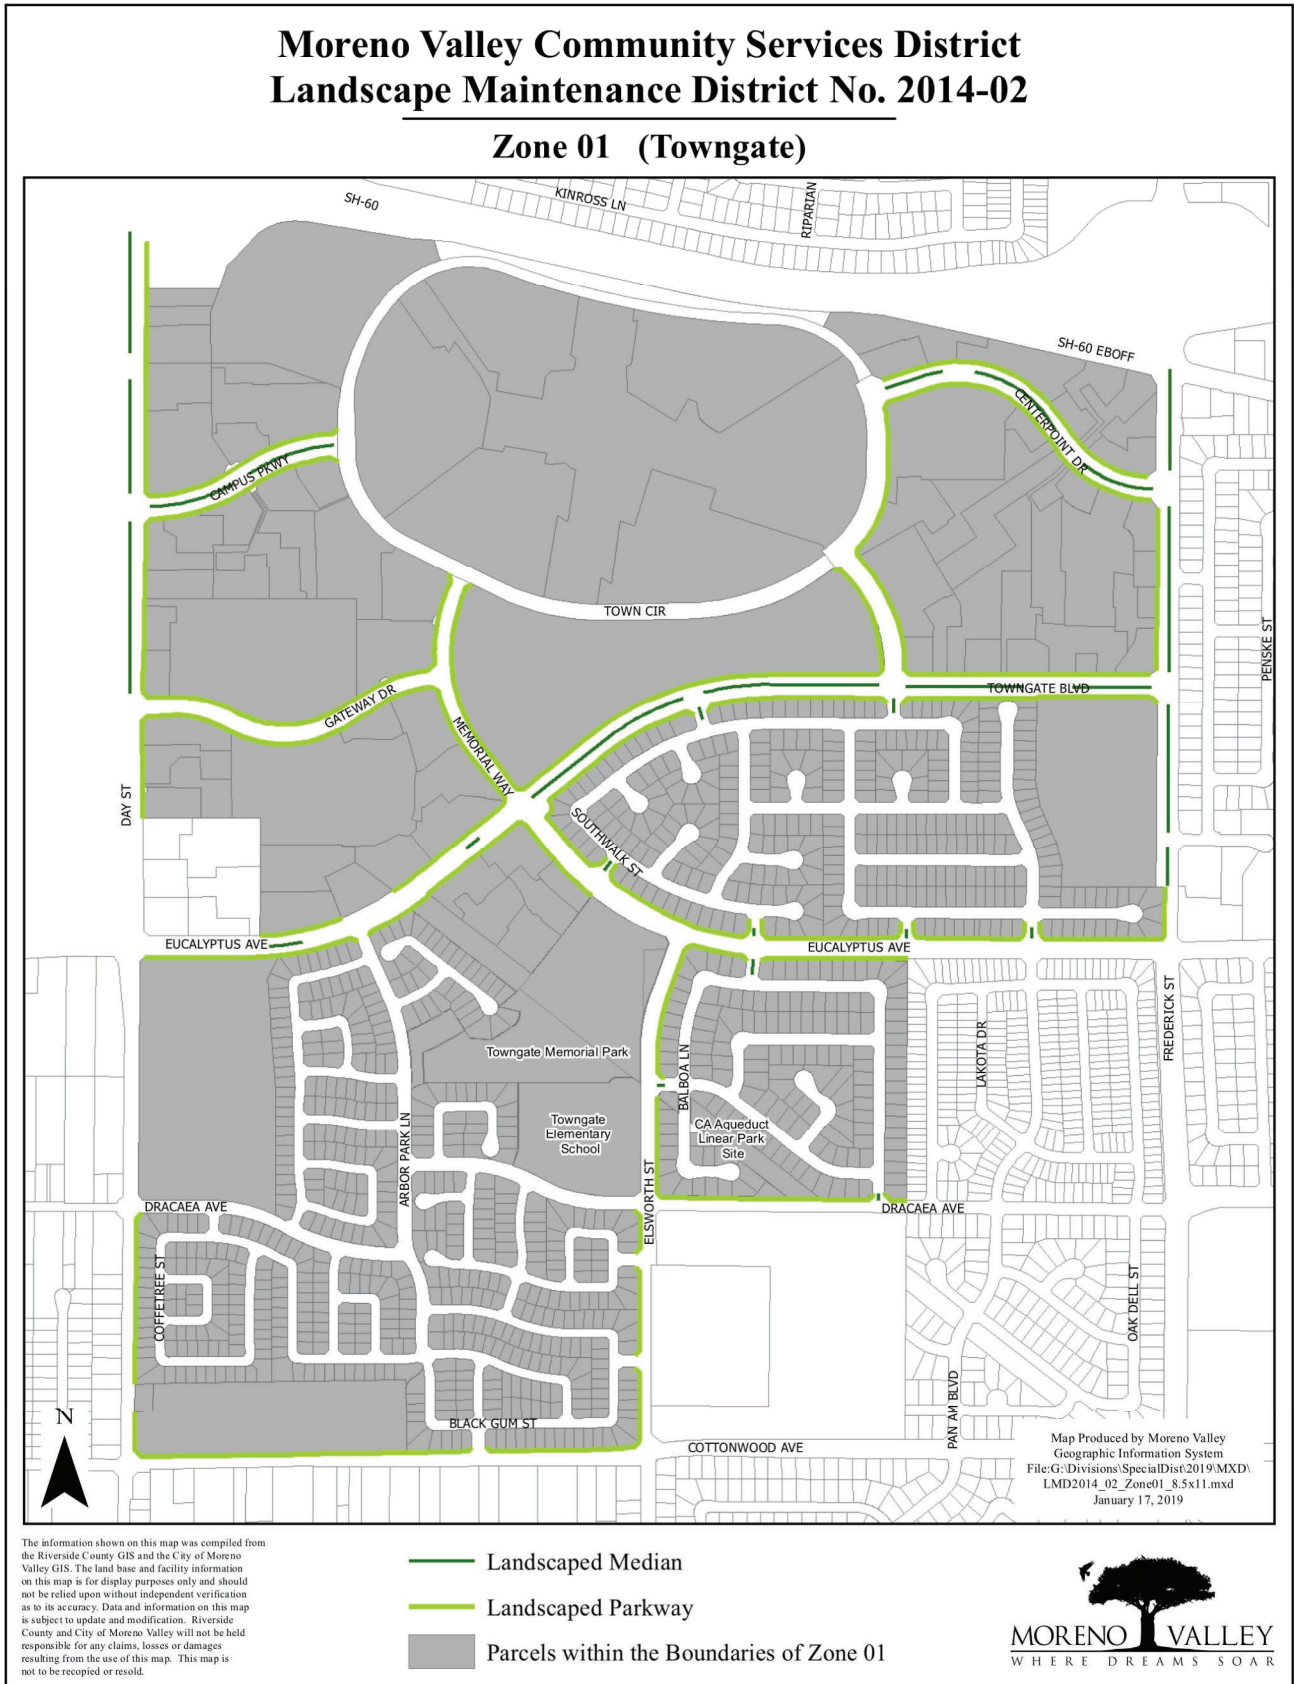 Moreno Valley Community Services District
Landscape Maintenance District No. 2014-02
Zone 01 (Towngate)
SH-60
KINROSS LN
RIPARIAN
SH-60 EBOFF
CENTERPOINT DR
CAMPUS PKWY
TOWN CIR
PENSKE ST
TOWNGATE BLVD
GATEWAY DR
MEMORIAL WAY
DAY ST
SOUTHWALK ST
EUCALYPTUS AVE
EUCALYPTUS AVE
FREDERICK ST
LAKOTA DR
Towngate Memorial Park
BALBOA LN
Towngate
Elementary
School
CA Aqueduct
Linear Park
Site
ARBOR PARK LN
ELSWORTH ST
DRACAEA AVE
DRACAEA AVE
COFFETREE ST
OAK DELL ST
PAN AM BLVD
BLACK GUM ST
COTTONWOOD AVE
N
Map Produced by Moreno Valley
Geographic Information System
File:G:\Divisions\SpecialDist\2019\MXD\
LMD2014_02_Zone01_8.5x11.mxd
January 17, 2019
The information shown on this map was compiled from
the Riverside County GIS and the City of Moreno
Valley GIS. The land base and facility information
on this map is for display purposes only and should
not be relied upon without independent verification
as to its accuracy. Data and information on this map
is subject to update and modification. Riverside
County and City of Moreno Valley will not be held
responsible for any claims, losses or damages
resulting from the use of this map. This map is
not to be recopied or resold.
Landscaped Median
Landscaped Parkway
Parcels within the Boundaries of Zone 01
MORENO VALLEY
WHERE DREAMS SOAR